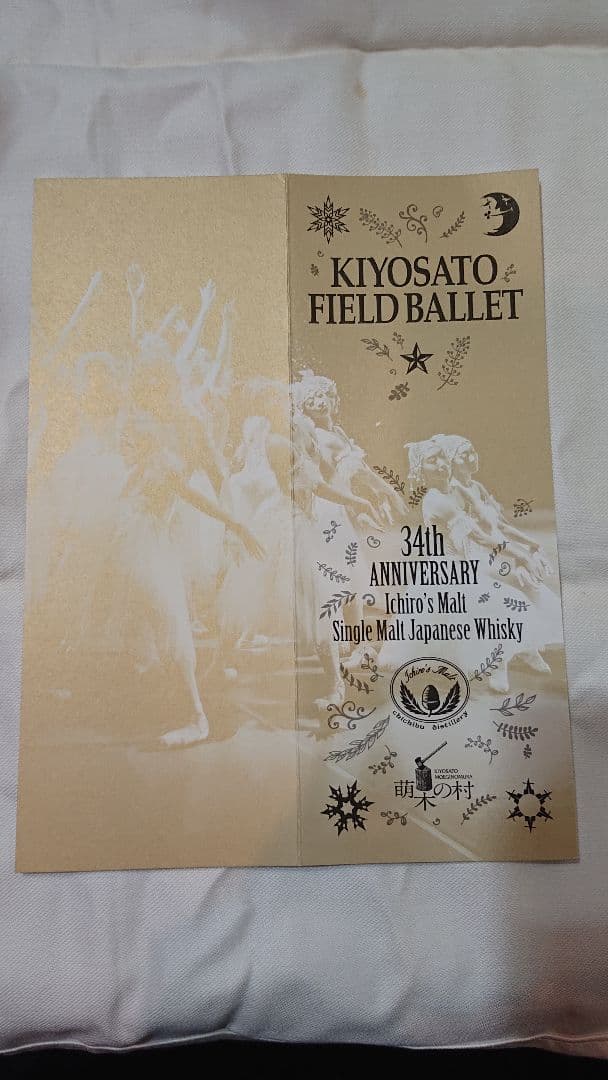 KIYOSATO
FIELD BALLET
34th
ANNIVERSARY
Ichiro's Malt
Single Malt Japanese Whisky
Ichiro's Malt
chichibu distillery
KIYOSATO
MOEGINOMURA
萌木の村